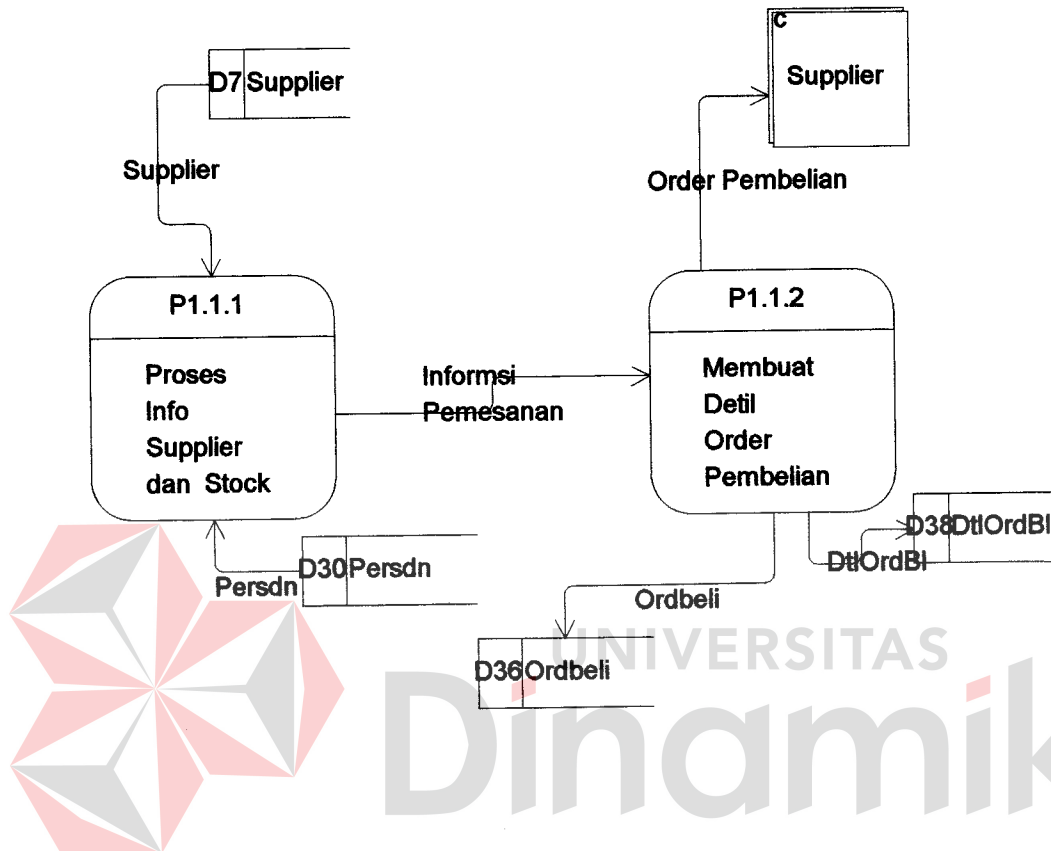 C
D7 Supplier
Supplier
Supplier
Order Pembelian
P1.1.1
Proses
Info
Supplier
dan Stock
Informsi
Pemesanan
P1.1.2
Membuat
Detil
Order
Pembelian
D38 DtlOrdBl
DtlOrdBl
D30 Persdn
Persdn
Ordbeli
D36 Ordbeli
UNIVERSITAS
Dinamik